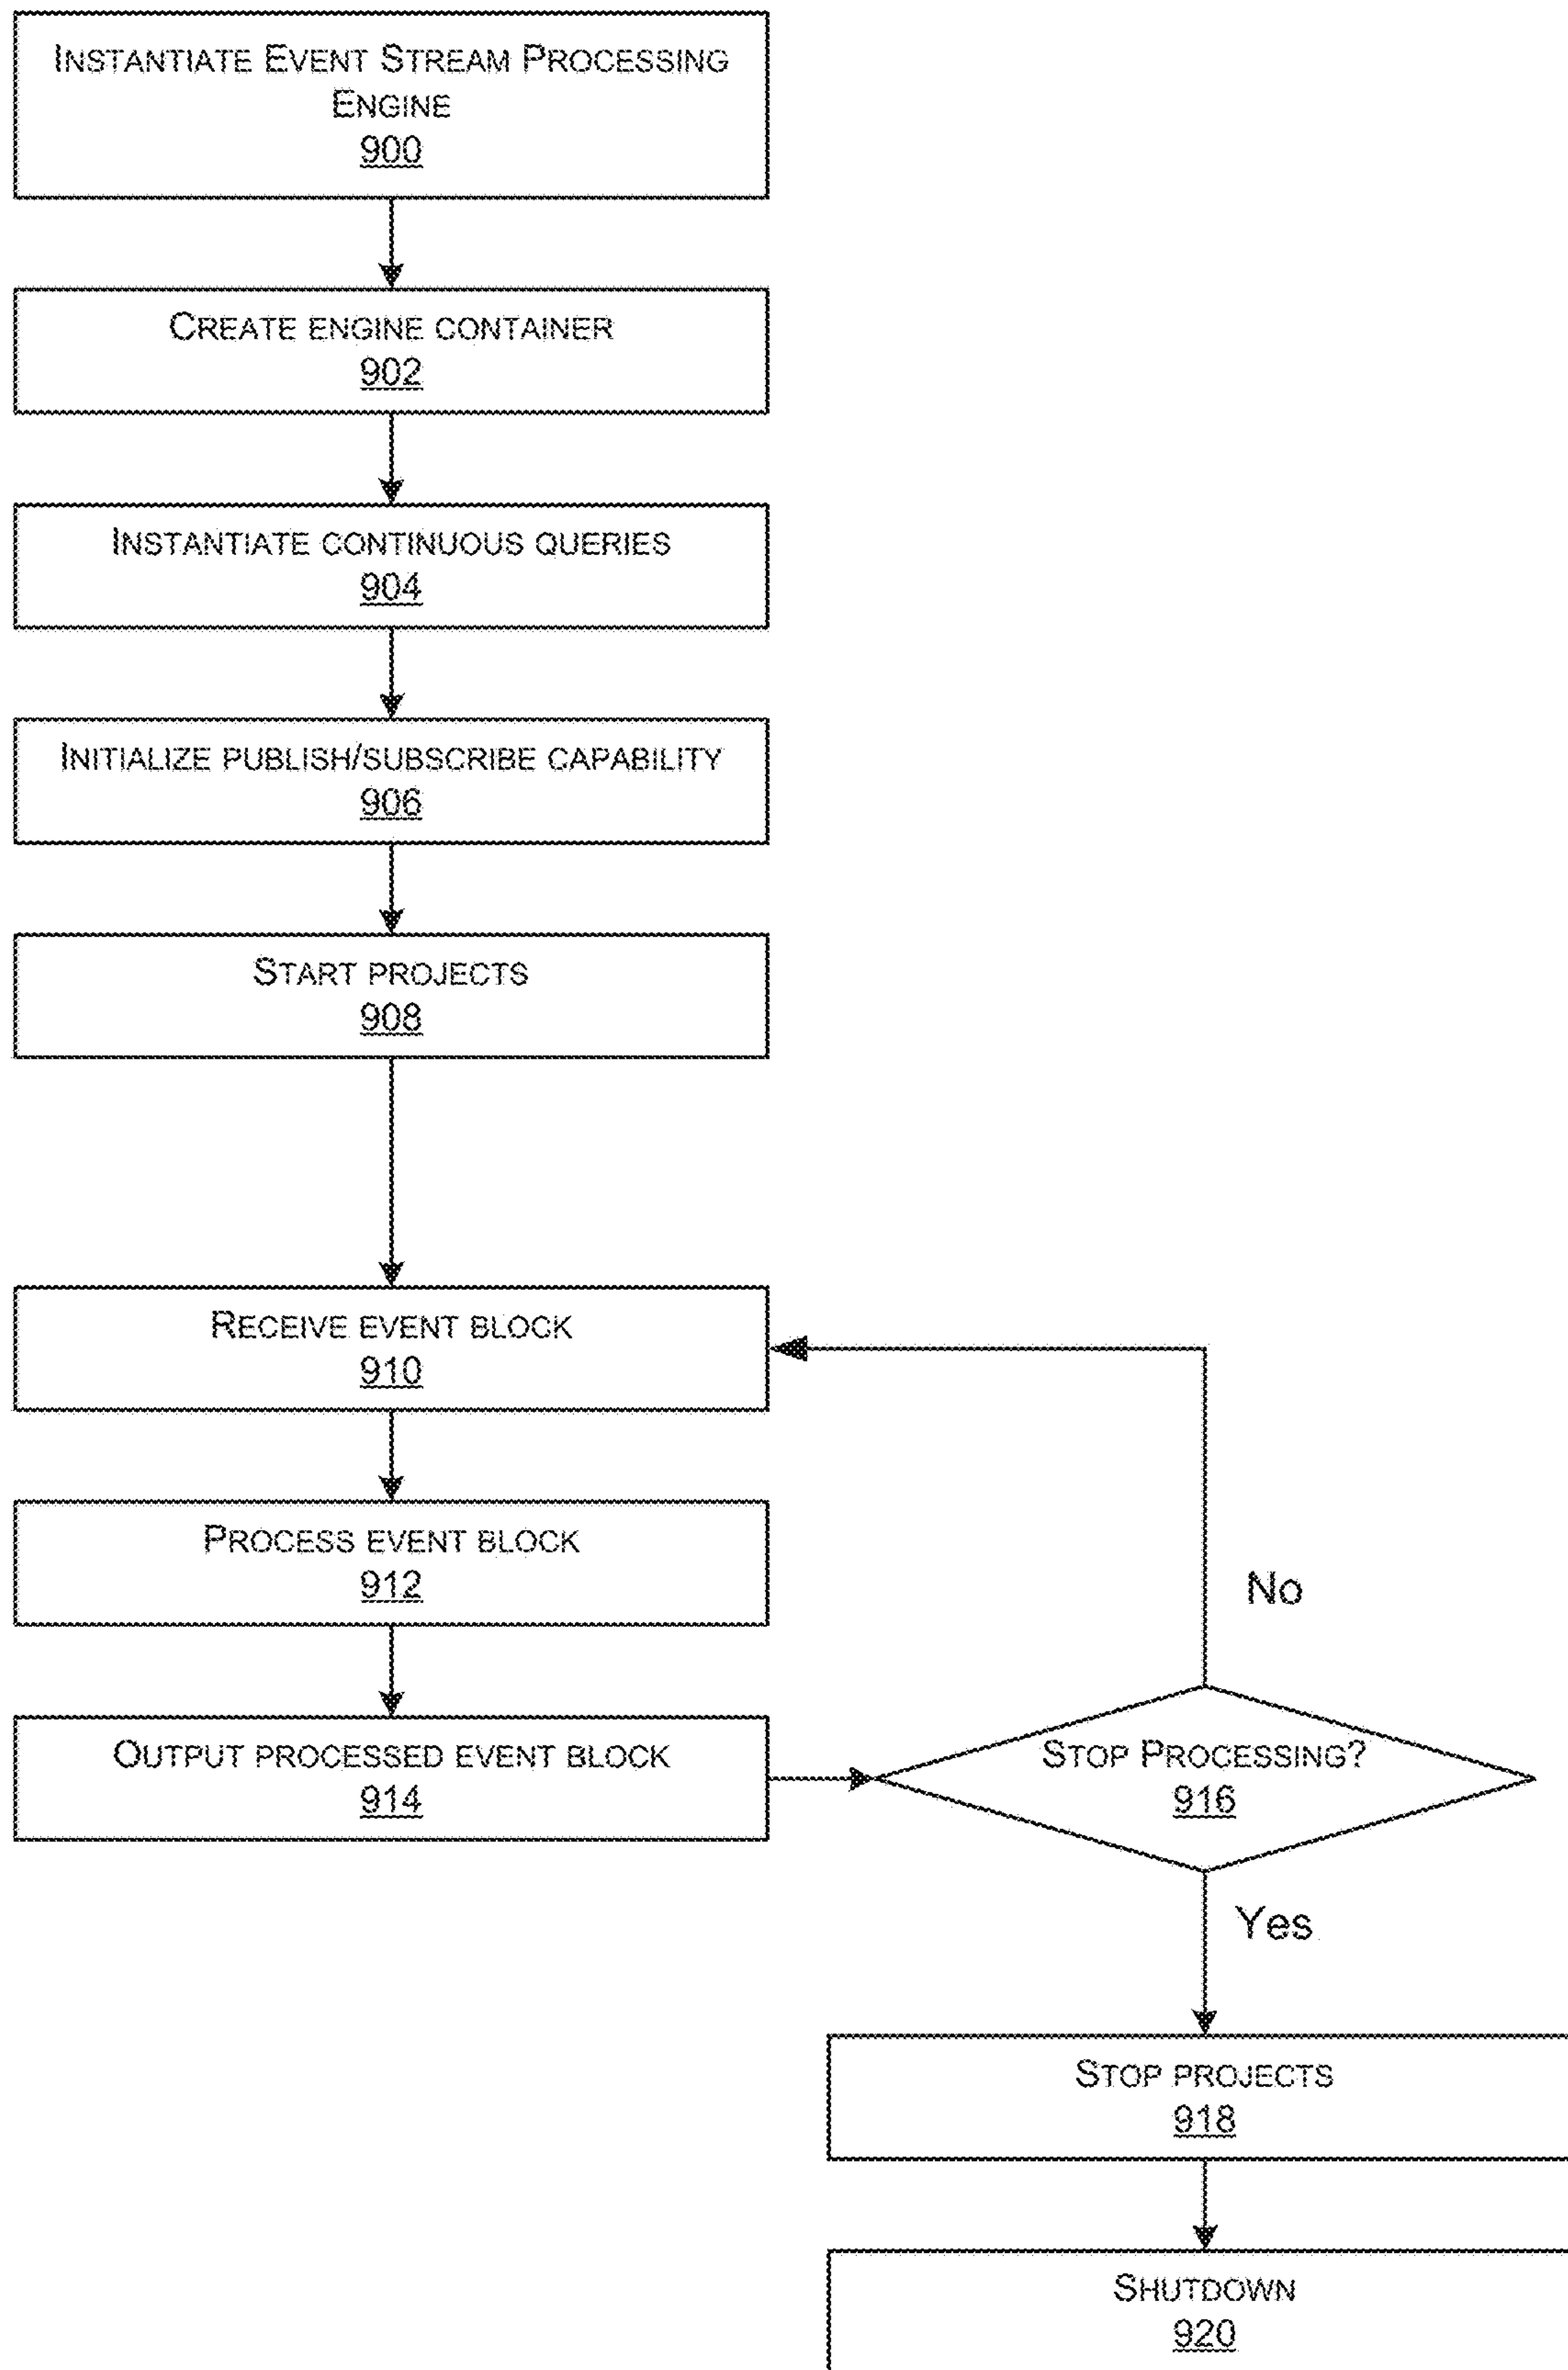 INSTANTIATE EVENT STREAM PROCESSING
ENGINE
900
CREATE ENGINE CONTAINER
902
INSTANTIATE CONTINUOUS QUERIES
904
INITIALIZE PUBLISH/SUBSCRIBE CAPABILITY
906
START PROJECTS
908
RECEIVE EVENT BLOCK
910
PROCESS EVENT BLOCK
912
No
OUTPUT PROCESSED EVENT BLOCK
914
STOP PROCESSING?
916
Yes
STOP PROJECTS
918
SHUTDOWN
920